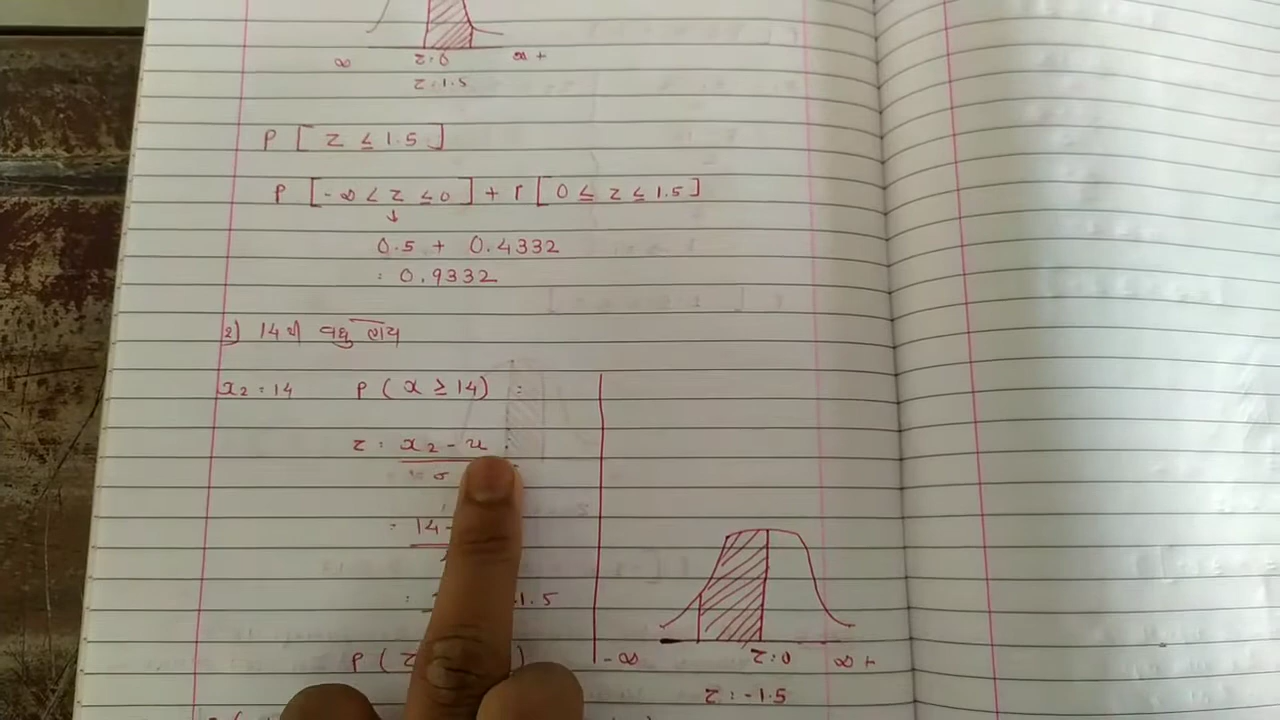 ∞ z:0 ∞ +
z:1.5
P [ z ≤ 1.5 ]
P [ - ∞ < z ≤ 0 ] + P [ 0 ≤ z ≤ 1.5 ]
↓
0.5 + 0.4332
: 0.9332
2) 14થી વધુ હોય
x2 : 14 P ( x ≥ 14) :
z : x2 - u
σ
= 14-
: 1.5
P ( z )
- ∞ z:0 ∞ +
z : -1.5